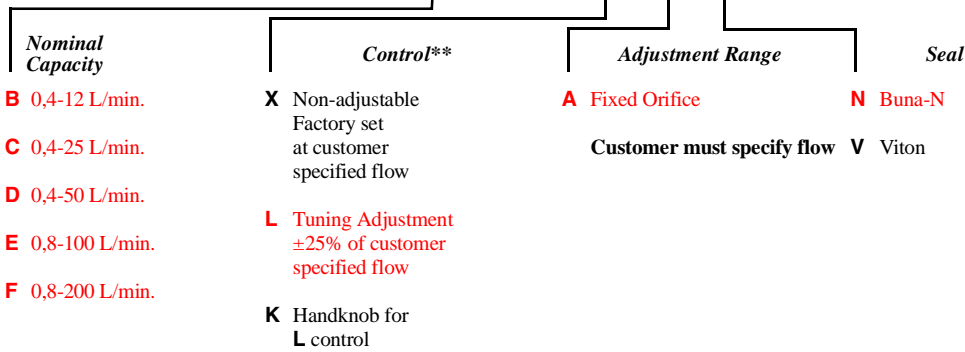 Nominal
Capacity
B 0,4-12 L/min.
C 0,4-25 L/min.
D 0,4-50 L/min.
E 0,8-100 L/min.
F 0,8-200 L/min.
Control**
X Non-adjustable
Factory set
at customer
specified flow
L Tuning Adjustment
±25% of customer
specified flow
K Handknob for
L control
Adjustment Range
A Fixed Orifice
Customer must specify flow
Seal
N Buna-N
V Viton